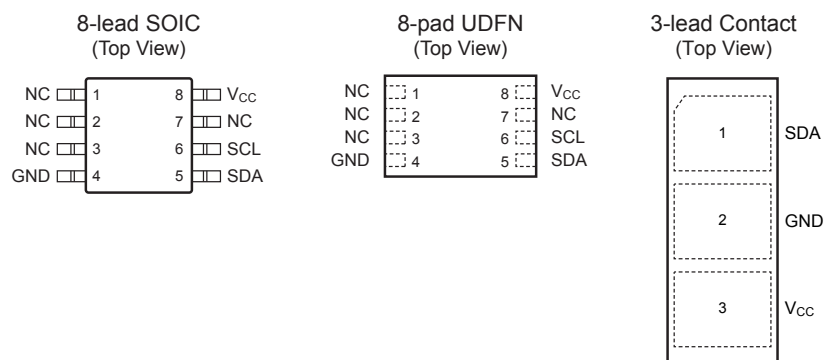 8-lead SOIC
(Top View)
NC 1 8 VCC
NC 2 7 NC
NC 3 6 SCL
GND 4 5 SDA
8-pad UDFN
(Top View)
NC 1 8 VCC
NC 2 7 NC
NC 3 6 SCL
GND 4 5 SDA
3-lead Contact
(Top View)
1 SDA
2 GND
3 VCC